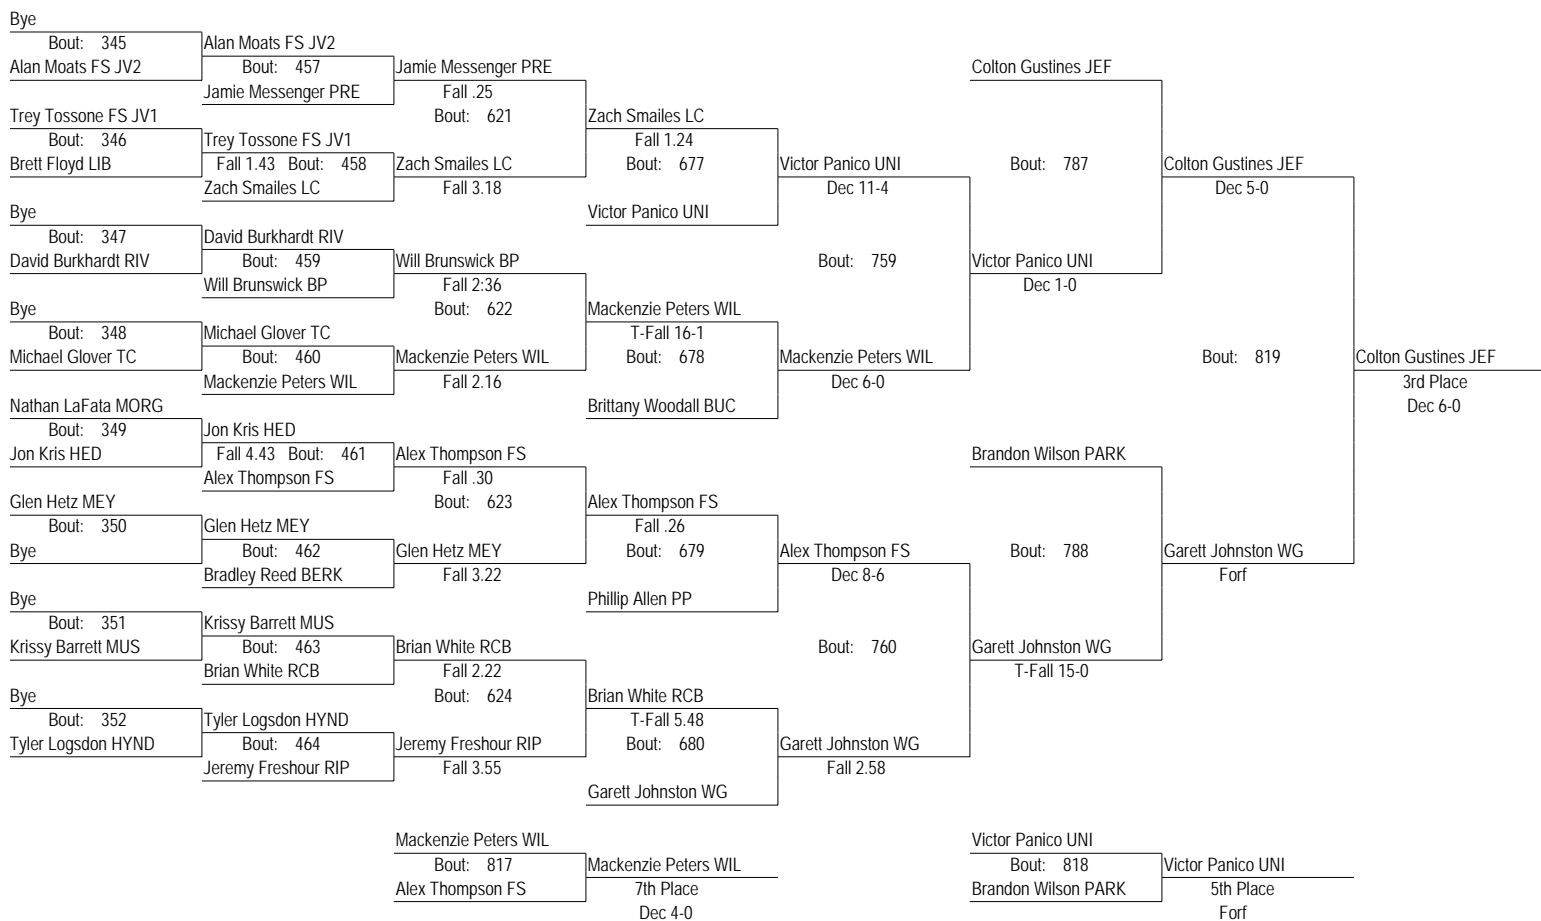 Bye
Bout: 345
Alan Moats FS JV2
Trey Tossone FS JV1
Bout: 346
Brett Floyd LIB
Bye
Bout: 347
David Burkhardt RIV
Bye
Bout: 348
Michael Glover TC
Nathan LaFata MORG
Bout: 349
Jon Kris HED
Glen Hetz MEY
Bout: 350
Bye
Bye
Bout: 351
Krissy Barrett MUS
Bye
Bout: 352
Tyler Logsdon HYND
Alan Moats FS JV2
Bout: 457
Jamie Messenger PRE
Trey Tossone FS JV1
Fall 1.43 Bout: 458
Zach Smailes LC
David Burkhardt RIV
Bout: 459
Will Brunswick BP
Michael Glover TC
Bout: 460
Mackenzie Peters WIL
Jon Kris HED
Fall 4.43 Bout: 461
Alex Thompson FS
Glen Hetz MEY
Bout: 462
Bradley Reed BERK
Krissy Barrett MUS
Bout: 463
Brian White RCB
Tyler Logsdon HYND
Bout: 464
Jeremy Freshour RIP
Jamie Messenger PRE
Fall .25
Bout: 621
Zach Smailes LC
Fall 3.18
Will Brunswick BP
Fall 2:36
Bout: 622
Mackenzie Peters WIL
Fall 2.16
Alex Thompson FS
Fall .30
Bout: 623
Glen Hetz MEY
Fall 3.22
Brian White RCB
Fall 2.22
Bout: 624
Jeremy Freshour RIP
Fall 3.55
Zach Smailes LC
Fall 1.24
Bout: 677
Victor Panico UNI
Mackenzie Peters WIL
T-Fall 16-1
Bout: 678
Brittany Woodall BUC
Alex Thompson FS
Fall .26
Bout: 679
Phillip Allen PP
Brian White RCB
T-Fall 5.48
Bout: 680
Garett Johnston WG
Victor Panico UNI
Dec 11-4
Bout: 759
Mackenzie Peters WIL
Dec 6-0
Alex Thompson FS
Dec 8-6
Bout: 760
Garett Johnston WG
Fall 2.58
Colton Gustines JEF
Bout: 787
Victor Panico UNI
Dec 1-0
Brandon Wilson PARK
Bout: 788
Garett Johnston WG
T-Fall 15-0
Colton Gustines JEF
Dec 5-0
Bout: 819
Garett Johnston WG
Forf
Colton Gustines JEF
3rd Place
Dec 6-0
Mackenzie Peters WIL
Bout: 817
Alex Thompson FS
Mackenzie Peters WIL
7th Place
Dec 4-0
Victor Panico UNI
Bout: 818
Brandon Wilson PARK
Victor Panico UNI
5th Place
Forf